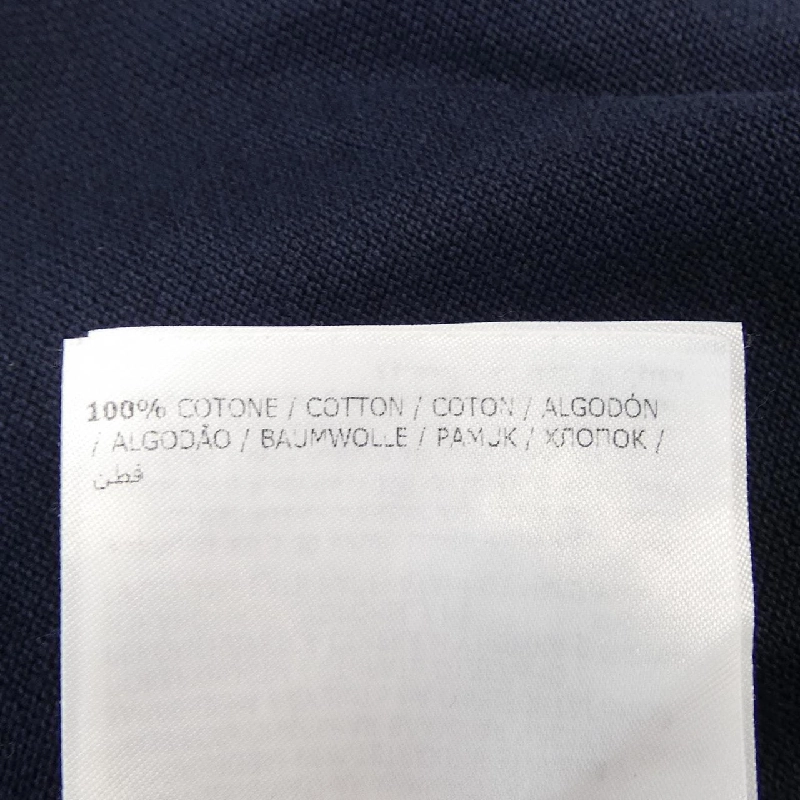 100% COTONE / COTTON / COTON / ALGODÓN
/ ALGODÃO / BAUMWOLLE / PAMUK / ХЛОПОК /
قطن